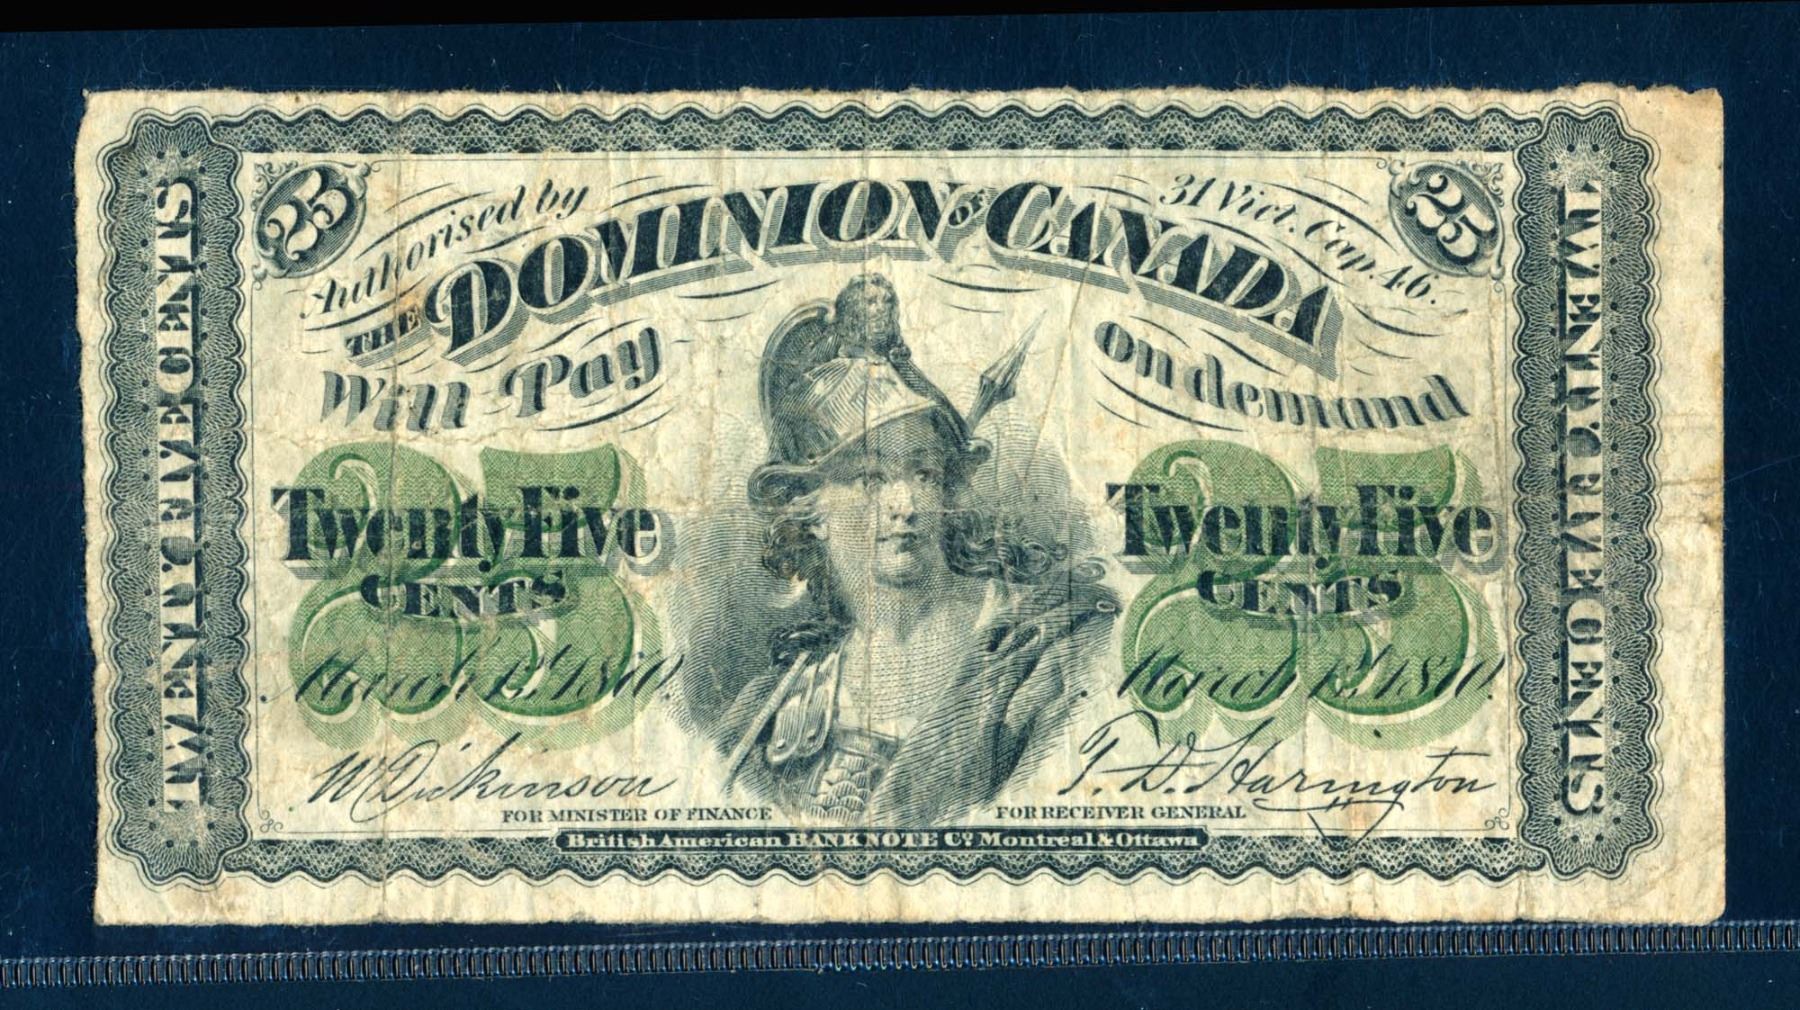 25
25
Authorised by
31 Vict. Cap. 46.
THE DOMINION OF CANADA
Will Pay
on demand
25
25
Twenty Five
CENTS
Twenty Five
CENTS
March 1st 1870.
March 1st 1870.
W Dickinson
T. D. Harington
FOR MINISTER OF FINANCE
FOR RECEIVER GENERAL
British American BANK NOTE Co Montreal & Ottawa
TWENTY FIVE CENTS
TWENTY FIVE CENTS